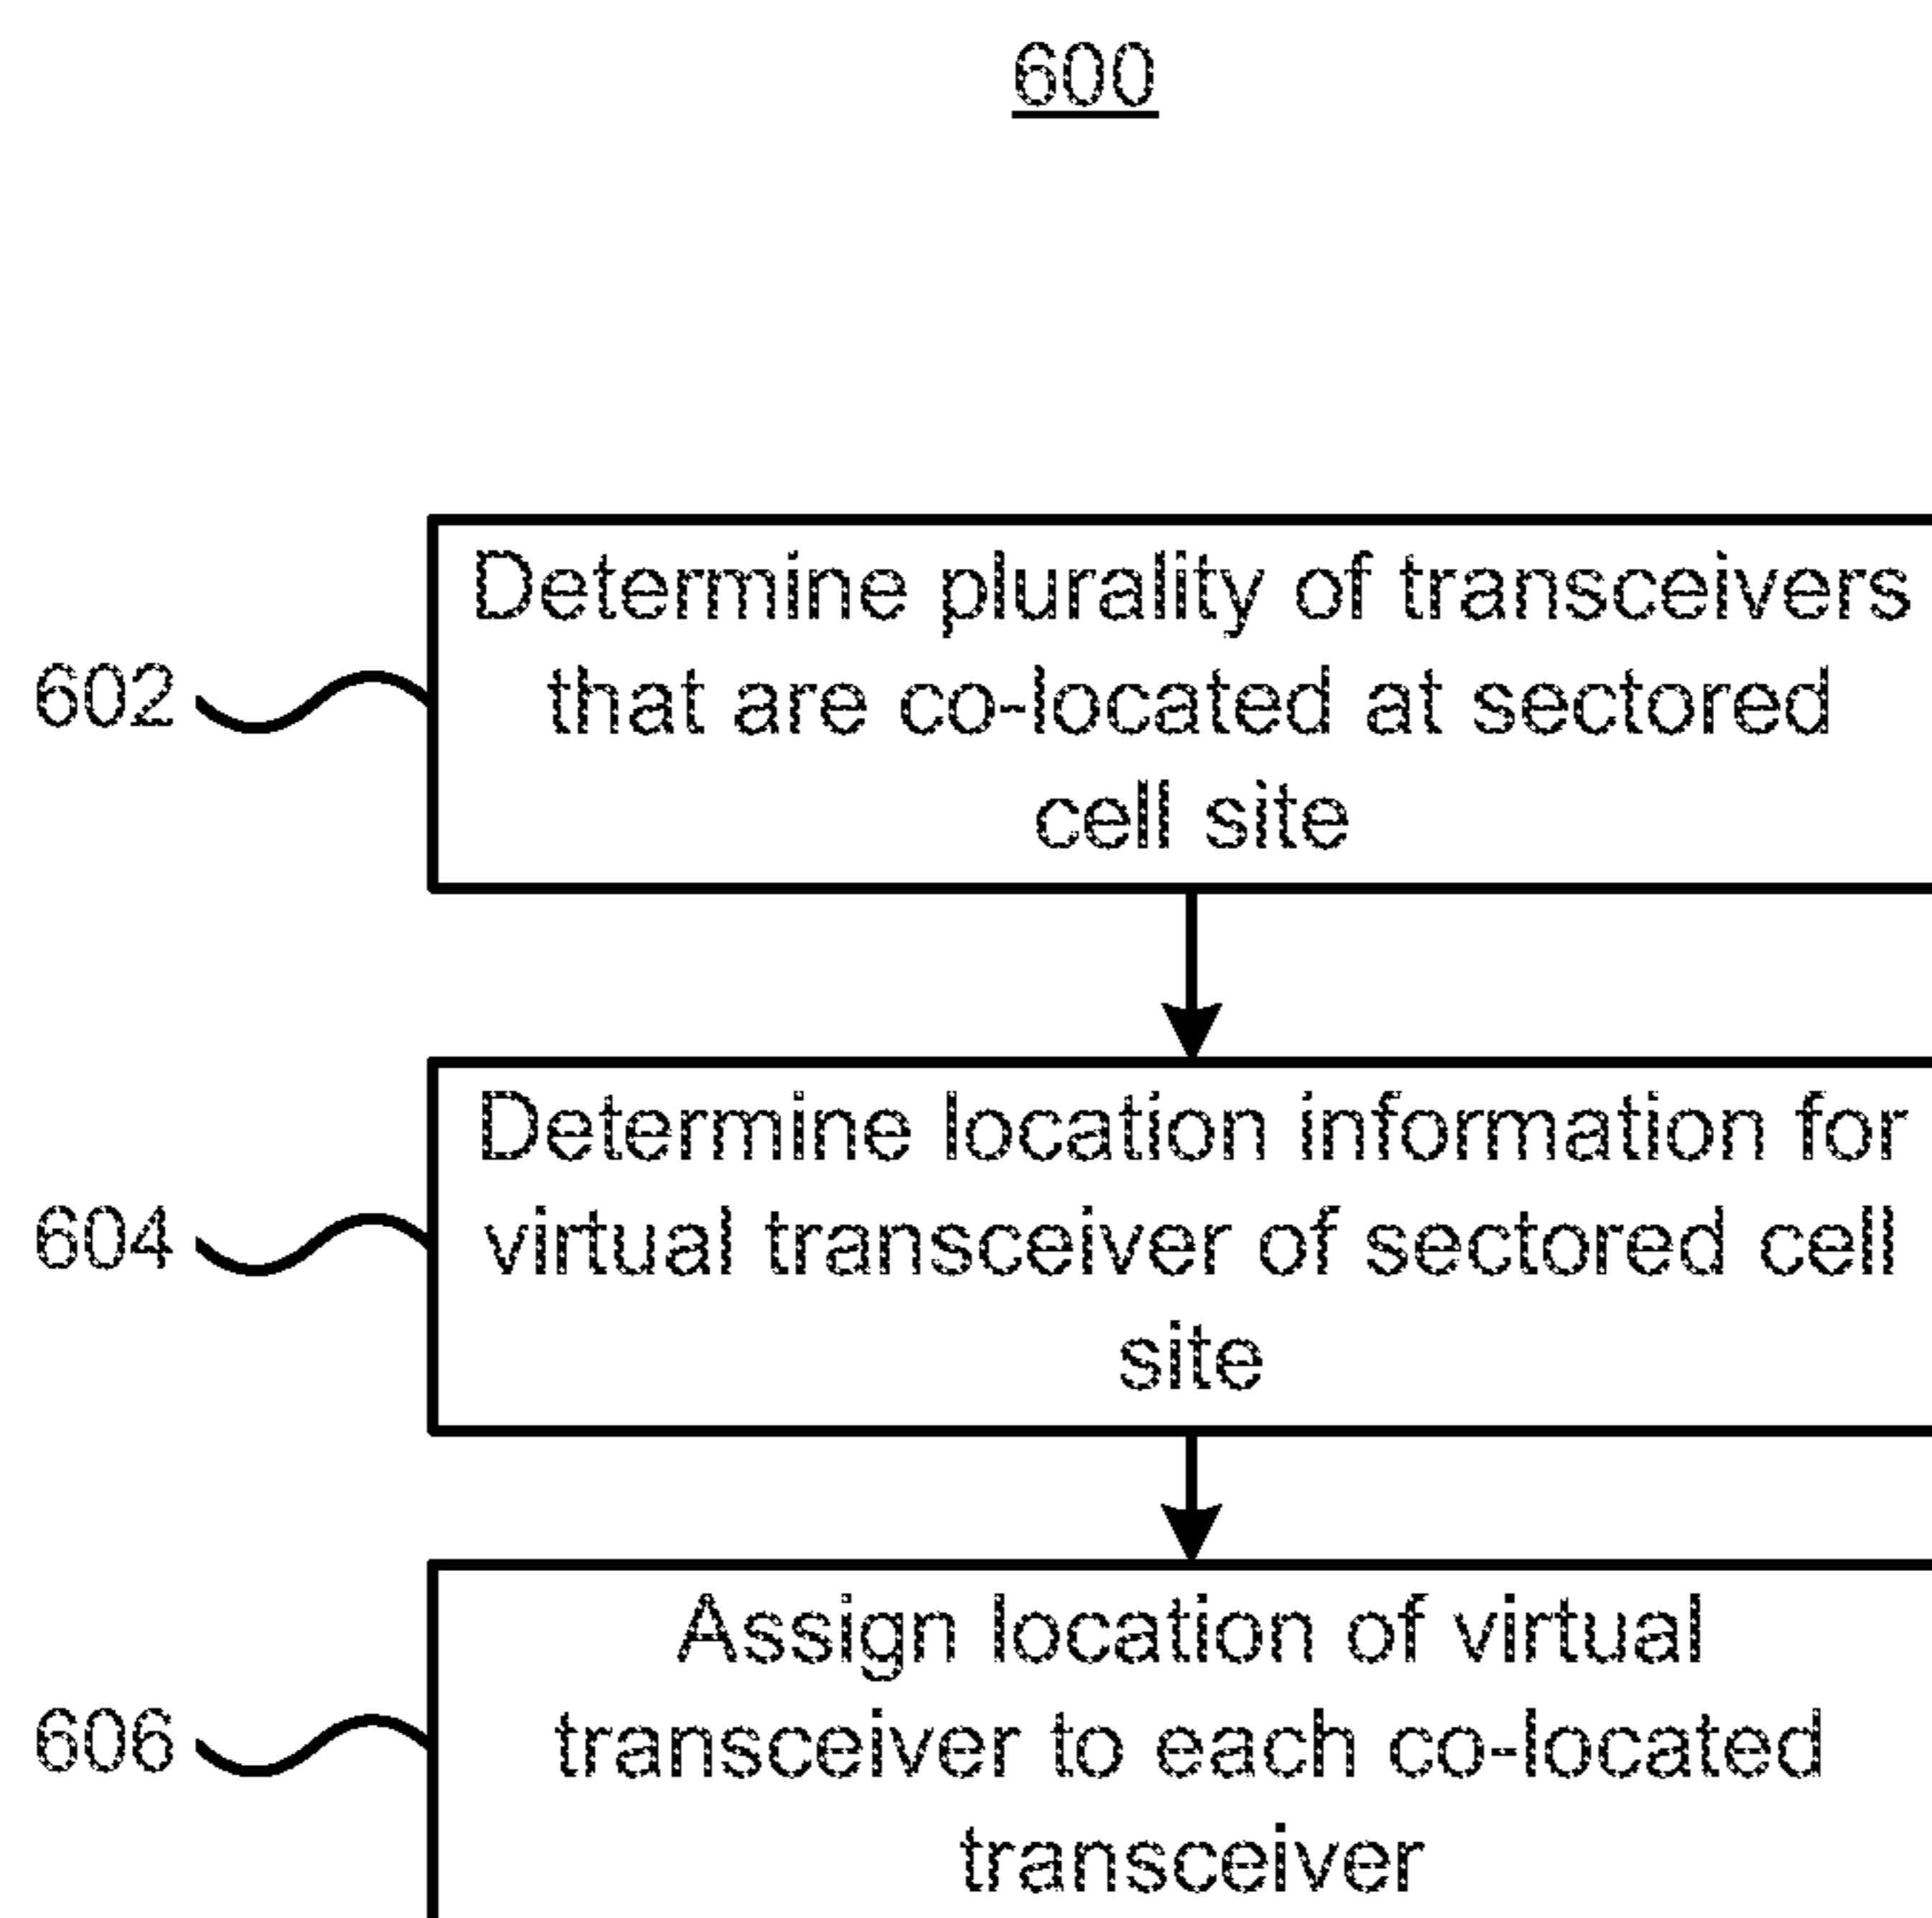 600
602
Determine plurality of transceivers
that are co-located at sectored
cell site
604
Determine location information for
virtual transceiver of sectored cell
site
606
Assign location of virtual
transceiver to each co-located
transceiver